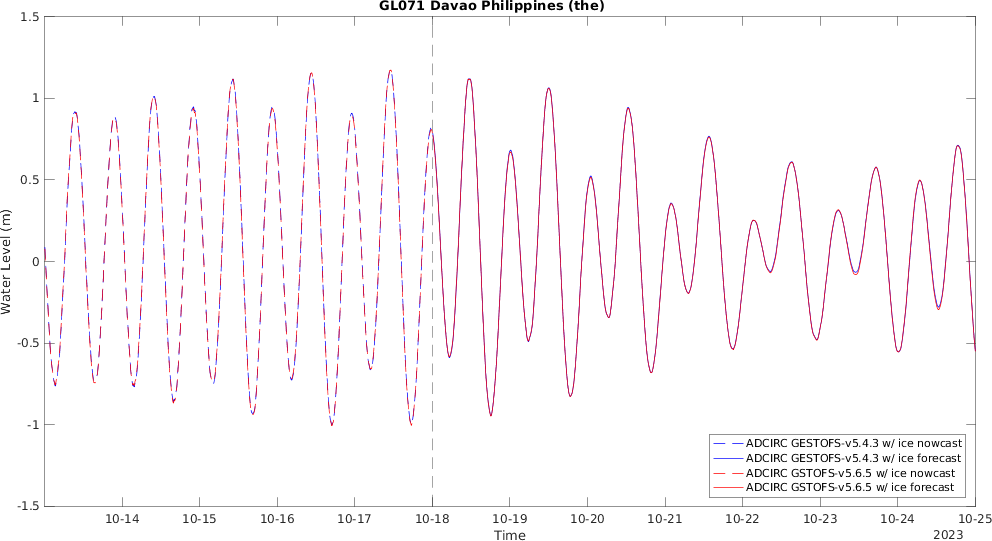 GL071 Davao Philippines (the)
1.5
1
0.5
0
-0.5
-1
-1.5
Water Level (m)
10-14 10-15 10-16 10-17 10-18 10-19 10-20 10-21 10-22 10-23 10-24 10-25
Time
2023
ADCIRC GESTOFS-v5.4.3 w/ ice nowcast
ADCIRC GESTOFS-v5.4.3 w/ ice forecast
ADCIRC GSTOFS-v5.6.5 w/ ice nowcast
ADCIRC GSTOFS-v5.6.5 w/ ice forecast